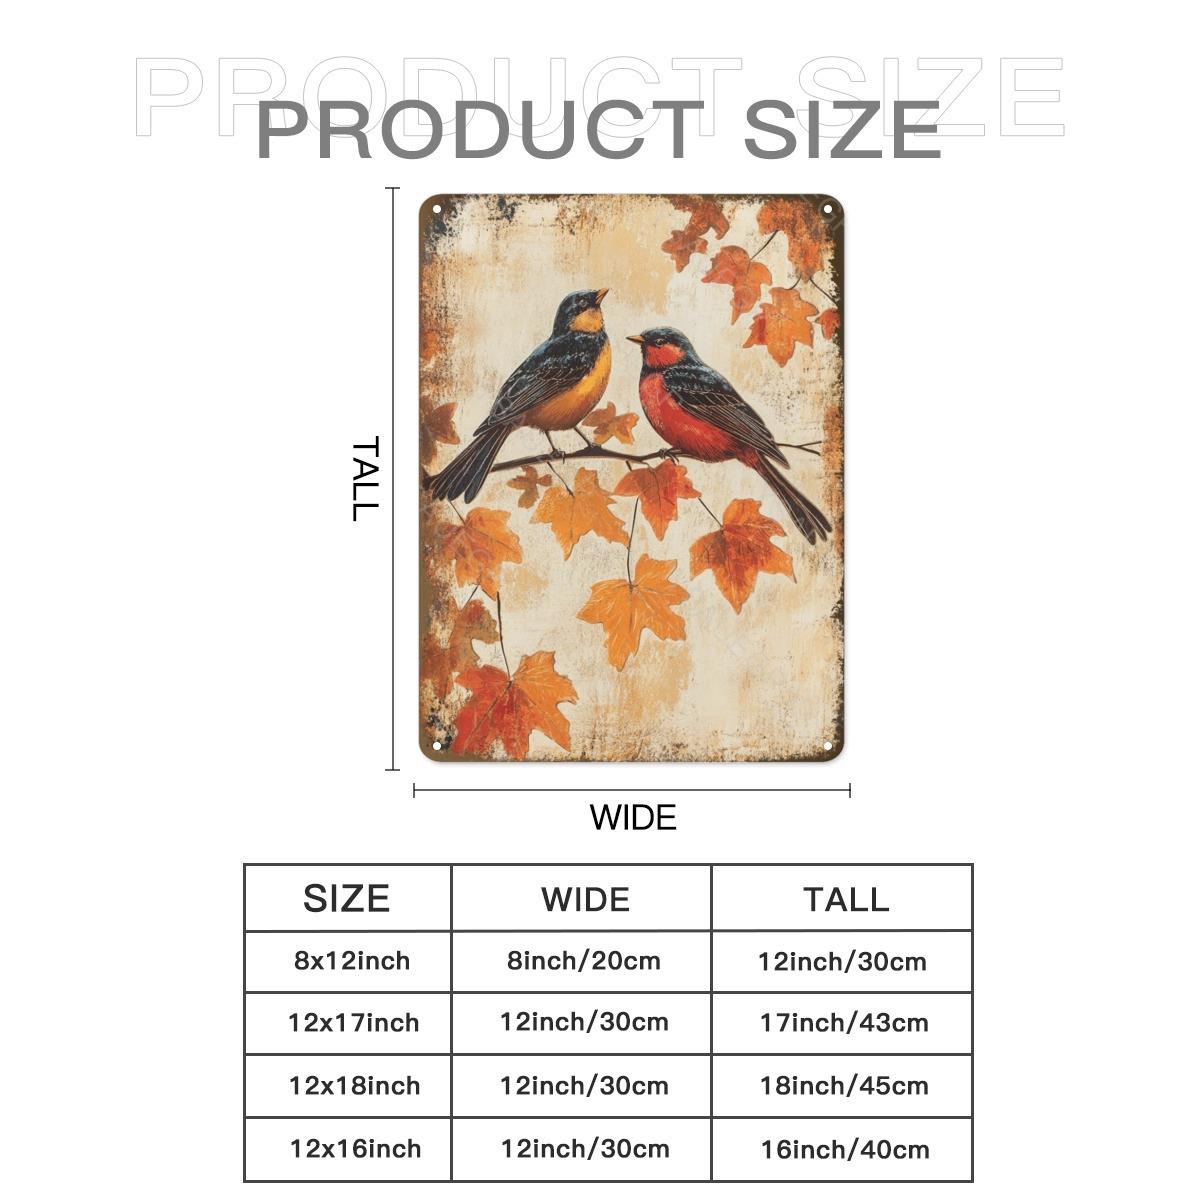 PRODUCT SIZE
PRODUCT SIZE
TALL
WIDE
SIZE WIDE TALL
8x12inch 8inch/20cm 12inch/30cm
12x17inch 12inch/30cm 17inch/43cm
12x18inch 12inch/30cm 18inch/45cm
12x16inch 12inch/30cm 16inch/40cm